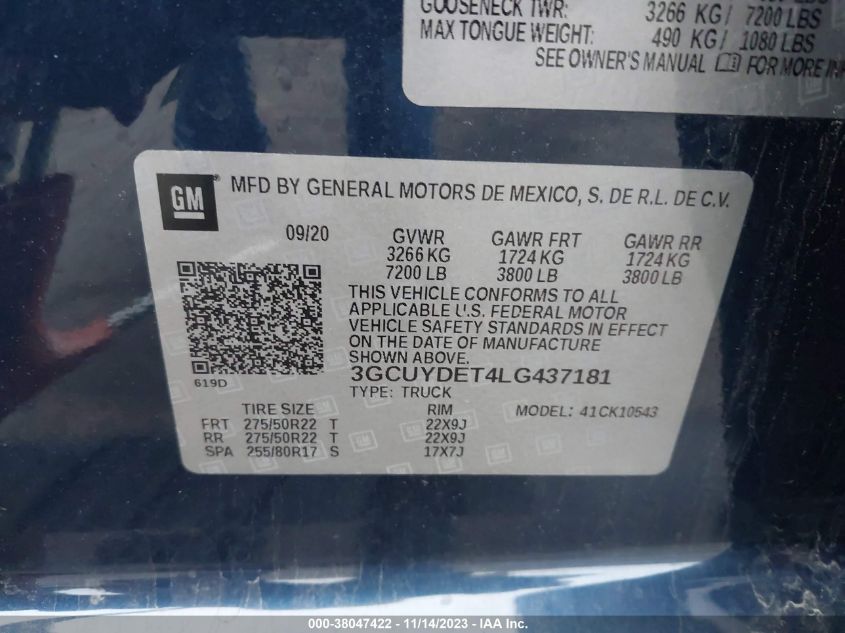 GOOSENECK TWR: 3266 KG/ 7200 LBS
MAX TONGUE WEIGHT: 490 KG/ 1080 LBS
SEE OWNER'S MANUAL FOR MORE
GM ® MFD BY GENERAL MOTORS DE MEXICO, S. DE R.L. DE C.V.
09/20 GVWR GAWR FRT GAWR RR
3266 KG 1724 KG 1724 KG
7200 LB 3800 LB 3800 LB
THIS VEHICLE CONFORMS TO ALL
APPLICABLE U.S. FEDERAL MOTOR
VEHICLE SAFETY STANDARDS IN EFFECT
ON THE DATE OF MANUFACTURE
SHOWN ABOVE.
619D 3GCUYDET4LG437181
TYPE: TRUCK MODEL: 41CK10543
TIRE SIZE RIM
FRT 275/50R22 T 22X9J
RR 275/50R22 T 22X9J
SPA 255/80R17 S 17X7J
000-38047422 - 11/14/2023 - IAA Inc.